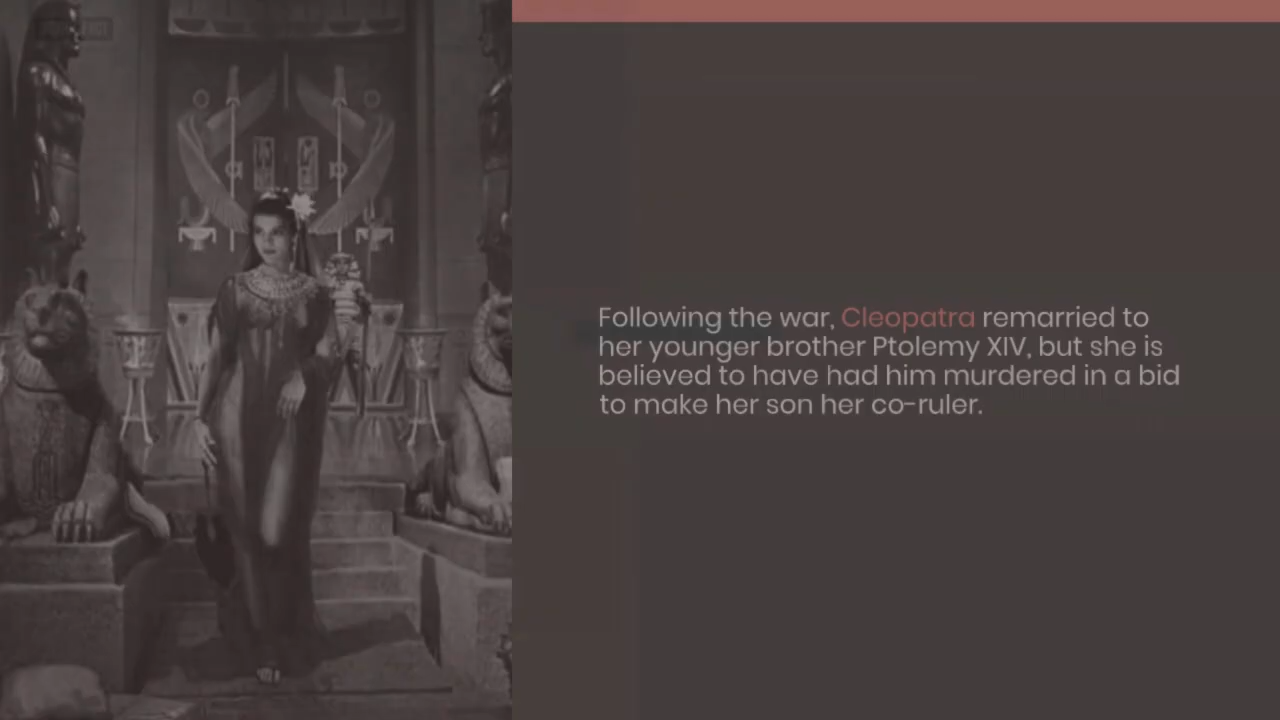 Following the war, Cleopatra remarried to
her younger brother Ptolemy XIV, but she is
believed to have had him murdered in a bid
to make her son her co-ruler.